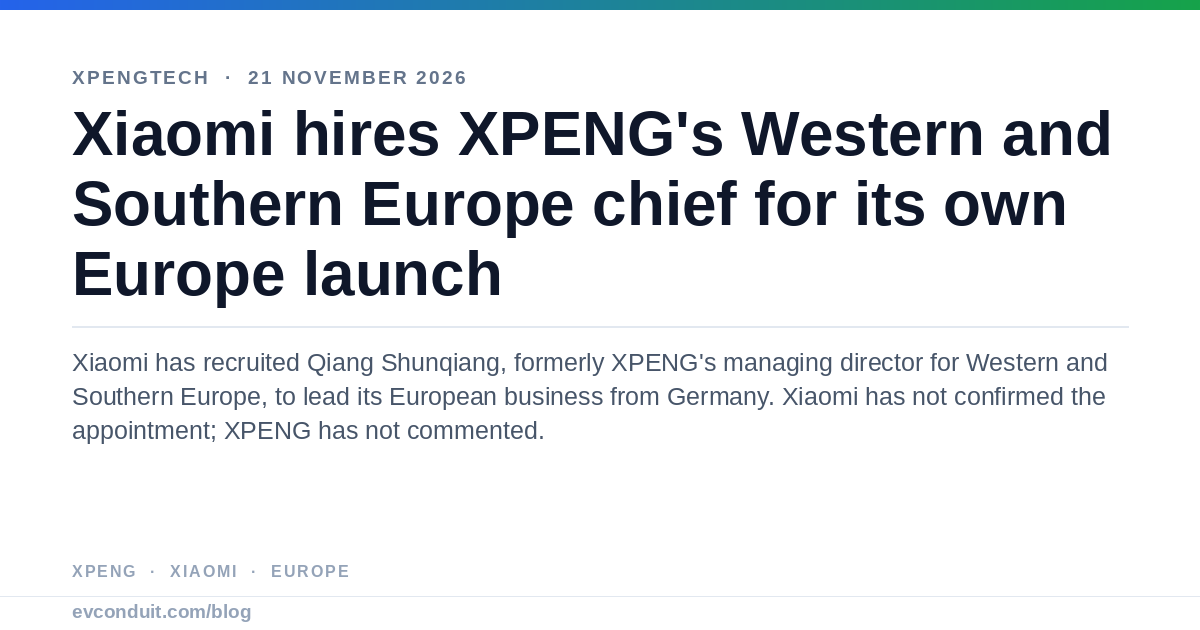 XPENGTECH · 21 NOVEMBER 2026
Xiaomi hires XPENG's Western and
Southern Europe chief for its own
Europe launch
Xiaomi has recruited Qiang Shunqiang, formerly XPENG's managing director for Western and
Southern Europe, to lead its European business from Germany. Xiaomi has not confirmed the
appointment; XPENG has not commented.
XPENG · XIAOMI · EUROPE
evconduit.com/blog